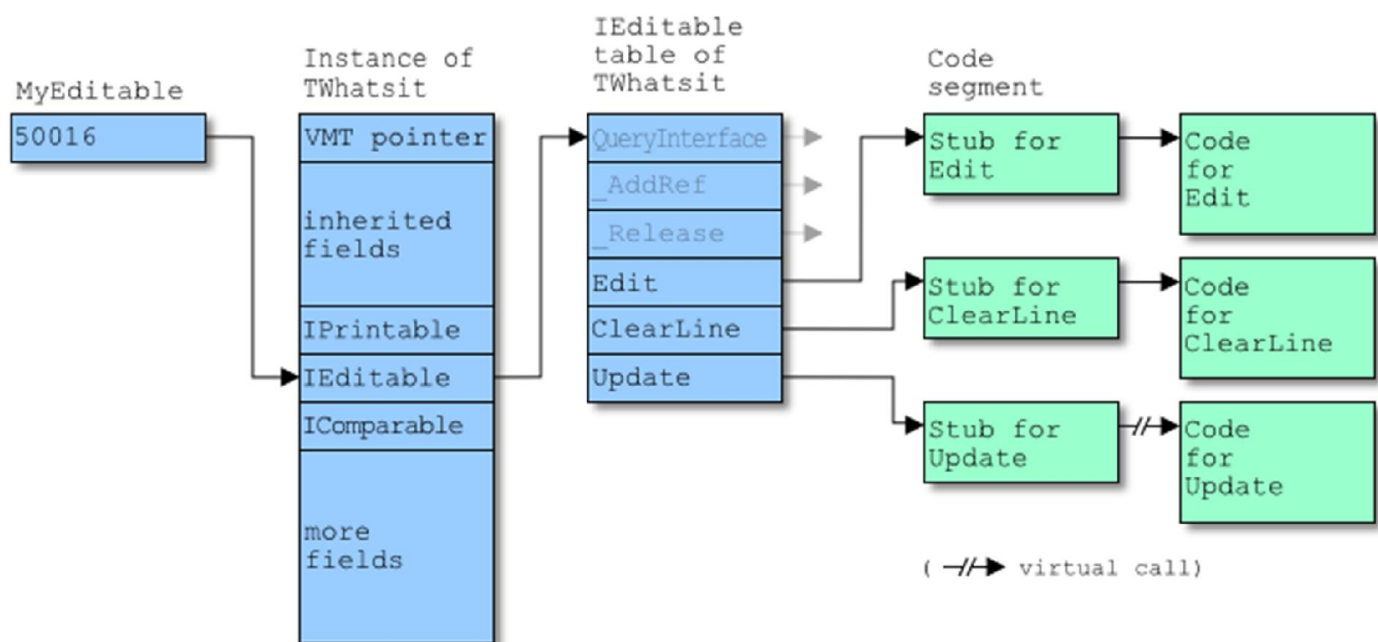 MyEditable
50016
Instance of
TWhatsit
VMT pointer
inherited
fields
IPrintable
IEditable
IComparable
more
fields
IEditable
table of
TWhatsit
QueryInterface
_AddRef
_Release
Edit
ClearLine
Update
Code
segment
Stub for
Edit
Code
for
Edit
Stub for
ClearLine
Code
for
ClearLine
Stub for
Update
Code
for
Update
( virtual call)